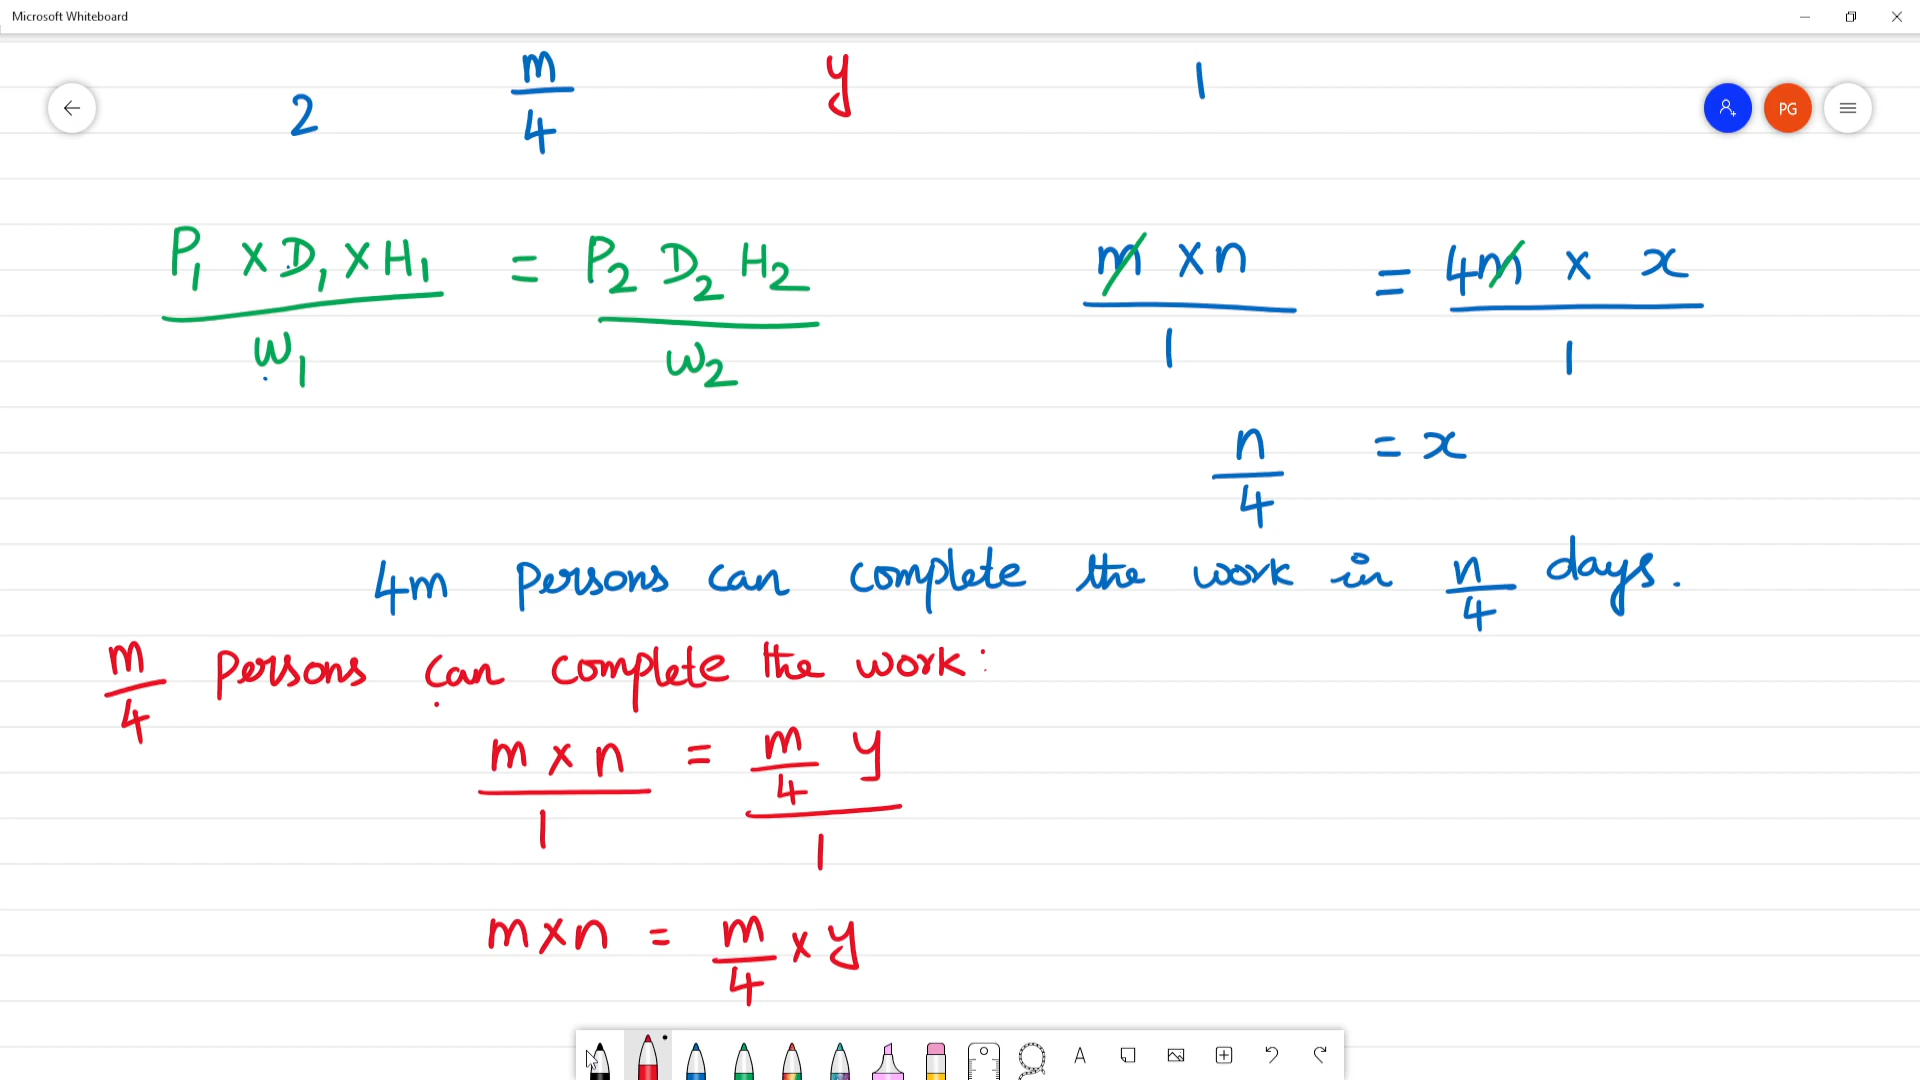 Microsoft Whiteboard
2 m/4 y 1
PG
P₁ × D₁ × H₁ / W₁ = P₂ D₂ H₂ / W₂
m × n / 1 = 4m × x / 1
n/4 = x
4m Persons can complete the work in n/4 days.
m/4 Persons can complete the work:
m × n / 1 = m/4 y / 1
m × n = m/4 × y
A